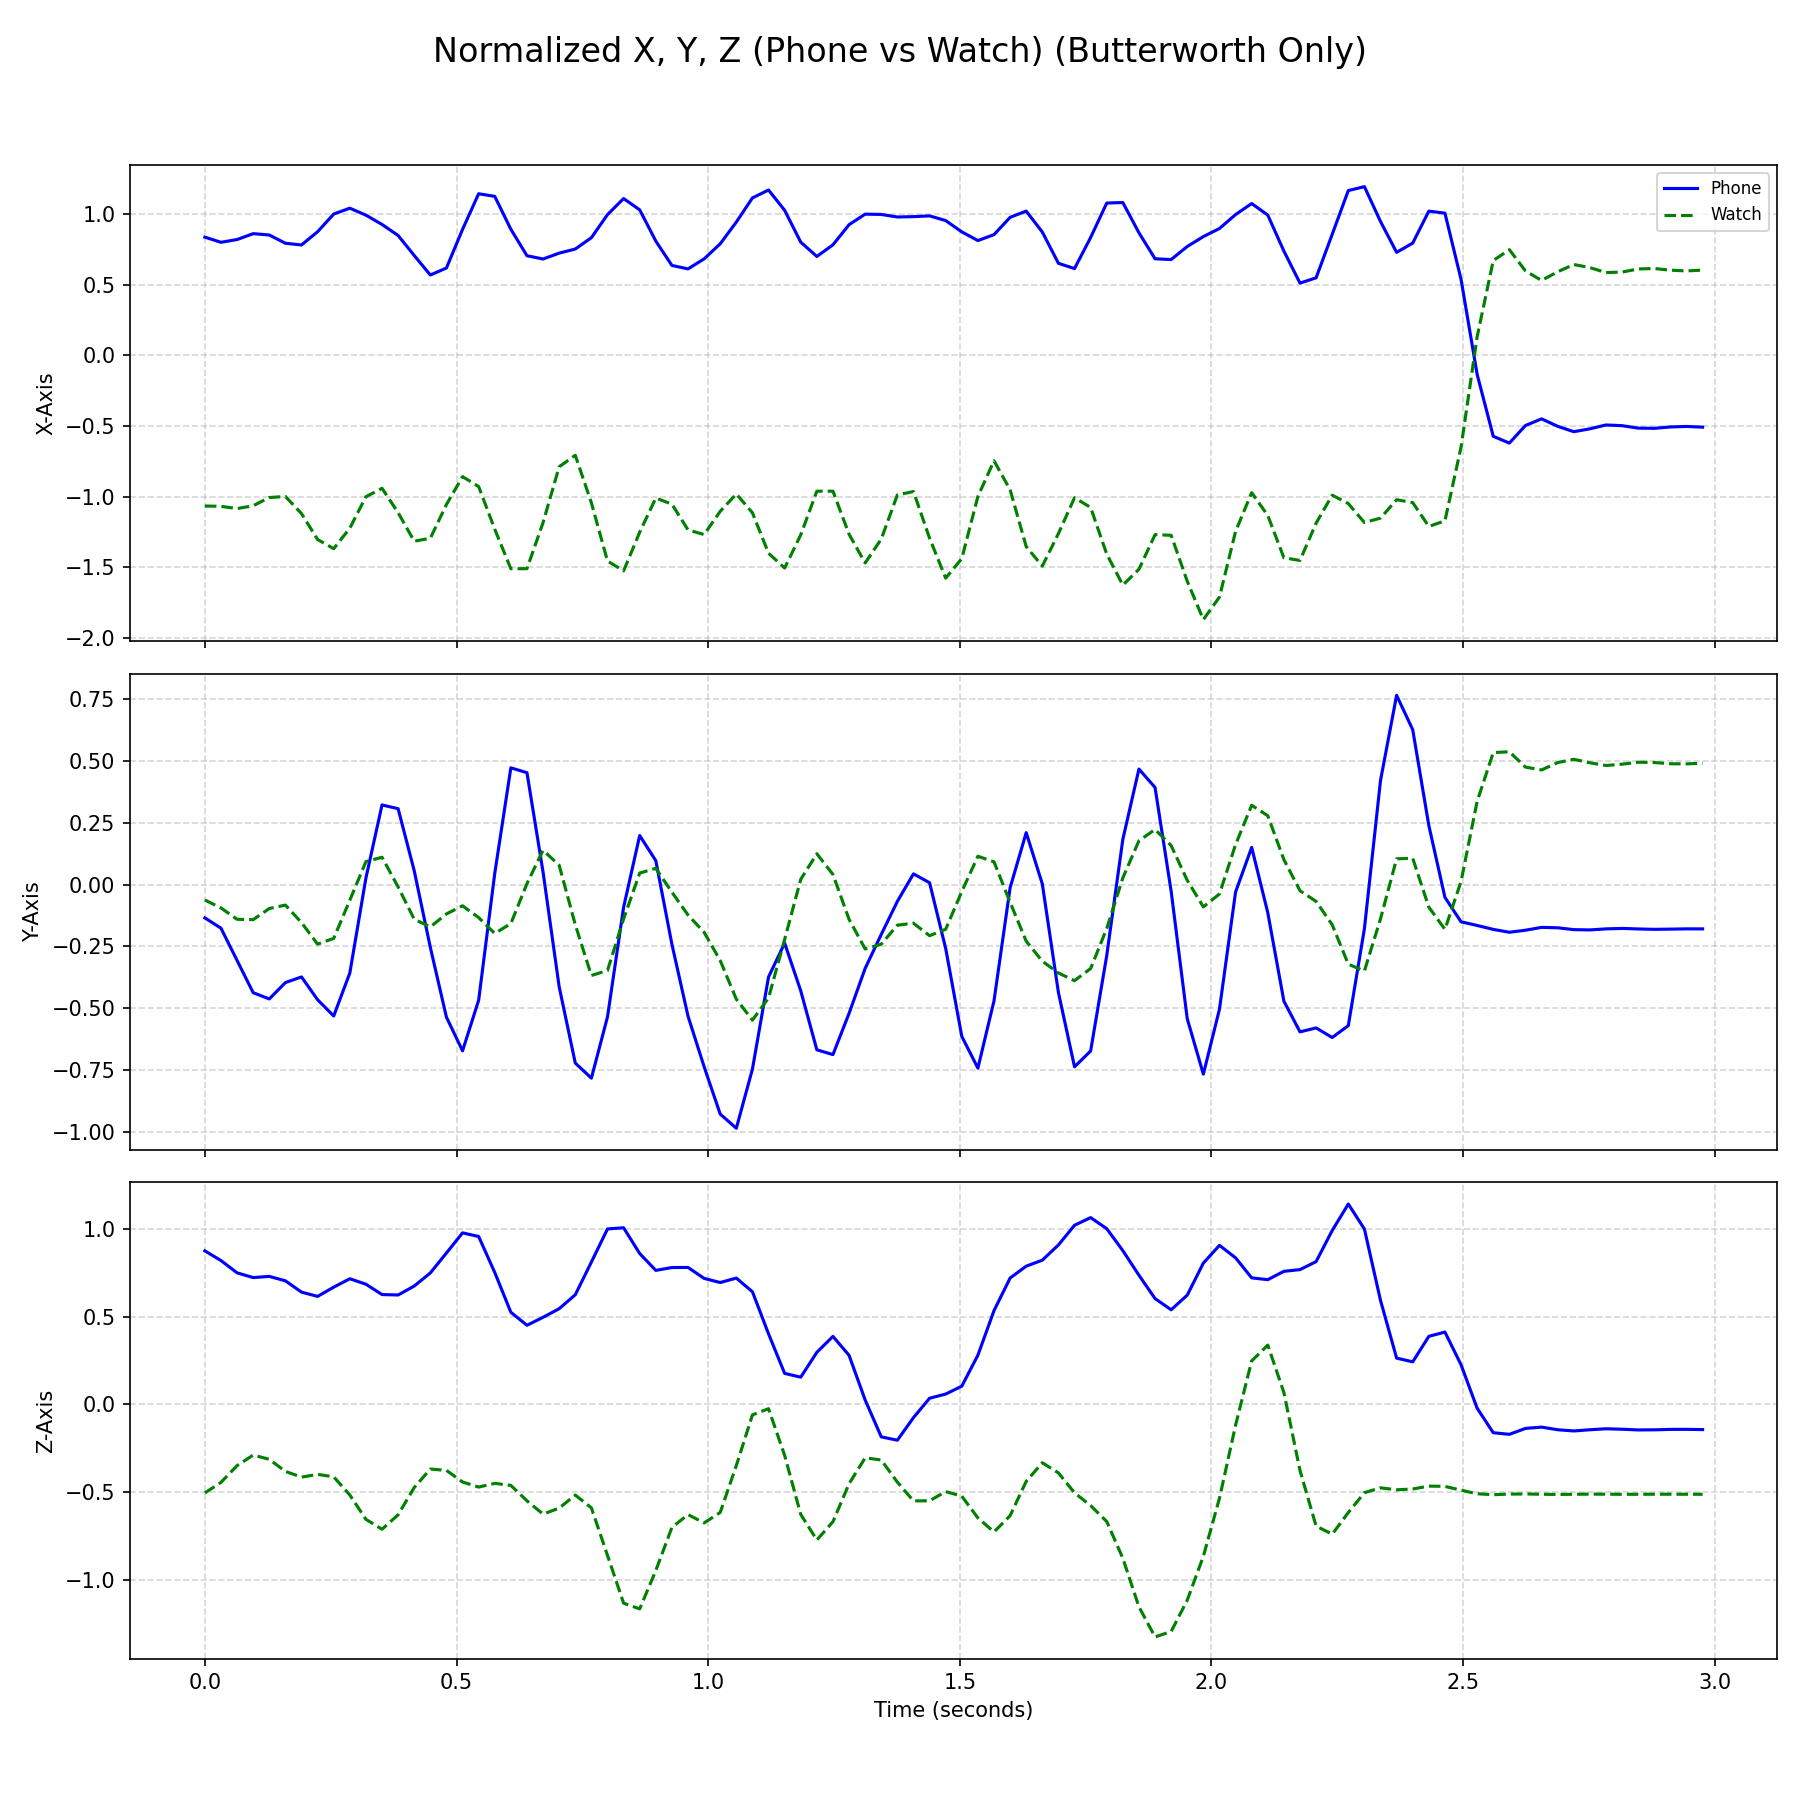 Normalized X, Y, Z (Phone vs Watch) (Butterworth Only)
Phone
Watch
1.0
0.5
0.0
−0.5
−1.0
−1.5
−2.0
X-Axis
0.75
0.50
0.25
0.00
−0.25
−0.50
−0.75
−1.00
Y-Axis
1.0
0.5
0.0
−0.5
−1.0
Z-Axis
0.0 0.5 1.0 1.5 2.0 2.5 3.0
Time (seconds)